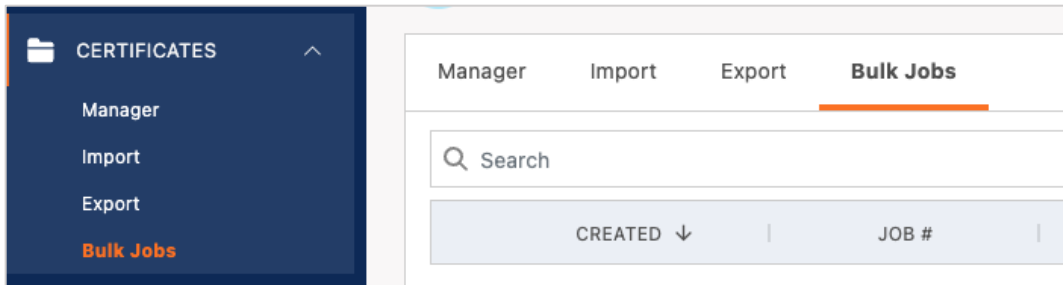 CERTIFICATES
Manager
Import
Export
Bulk Jobs
Manager Import Export Bulk Jobs
Search
CREATED JOB #